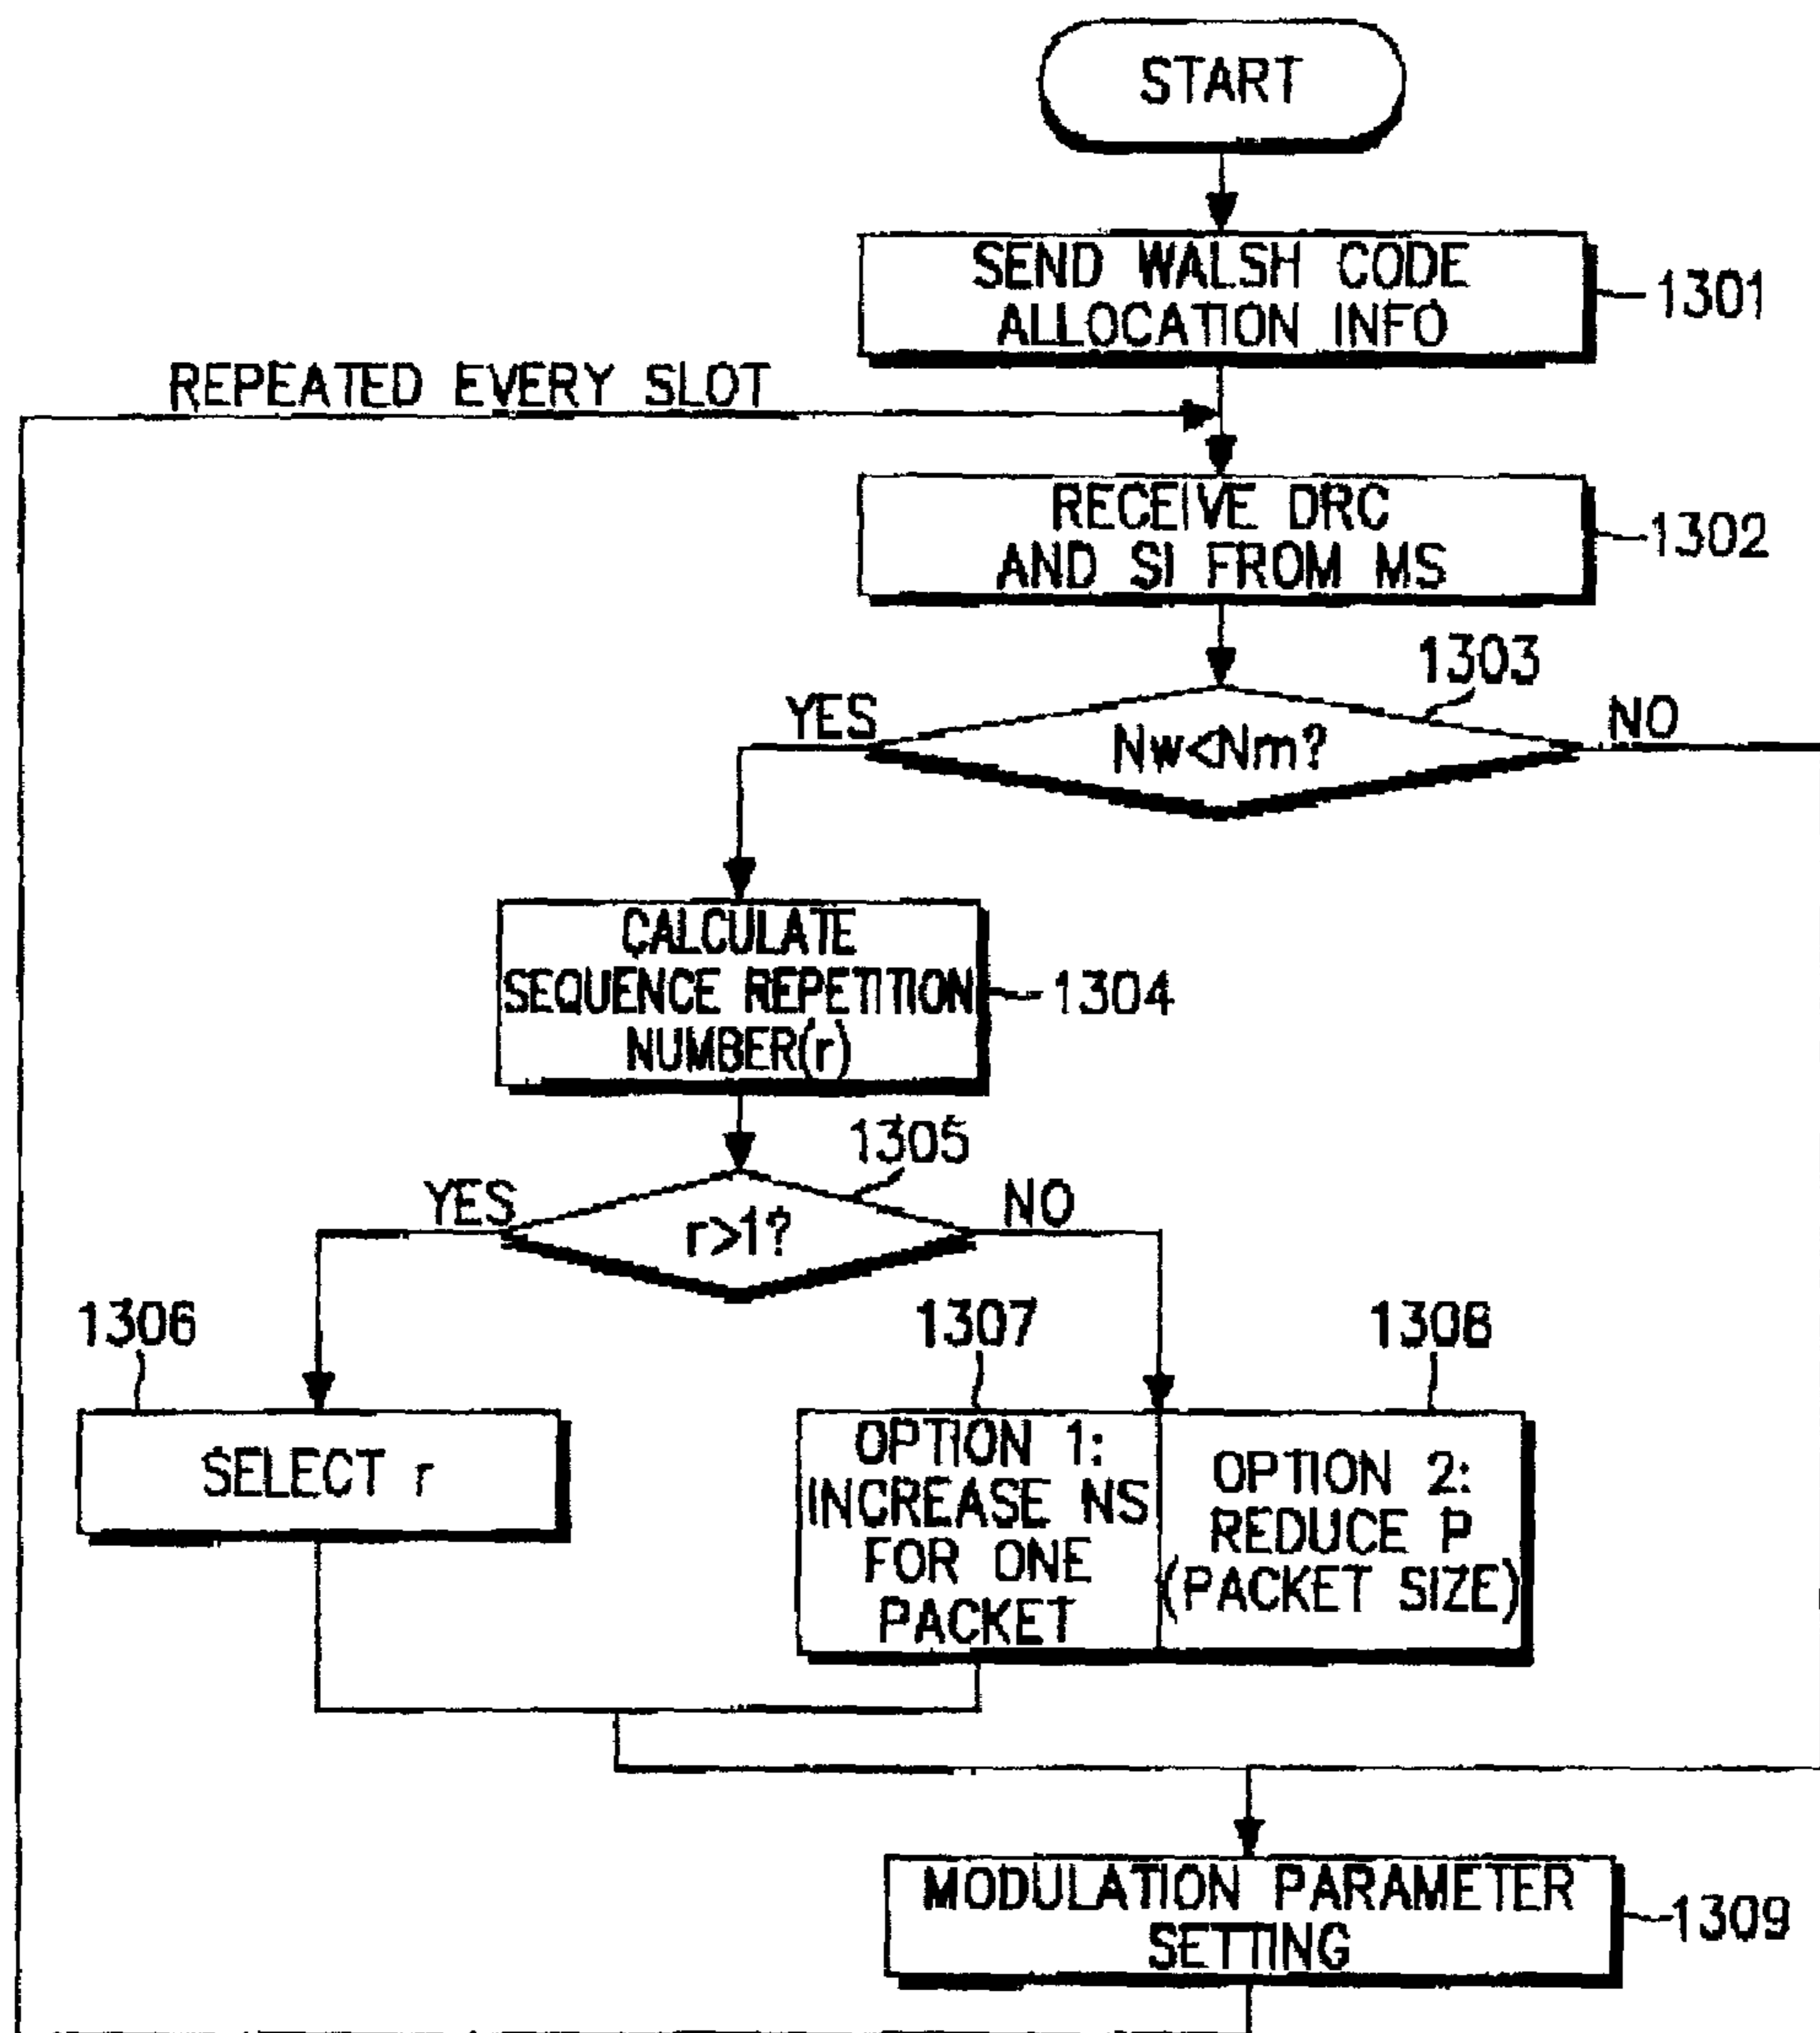 START
SEND WALSH CODE
ALLOCATION INFO
1301
REPEATED EVERY SLOT
RECEIVE DRC
AND SI FROM MS
1302
1303
YES
Nw<Nm?
NO
CALCULATE
SEQUENCE REPETITION
NUMBER(r)
1304
1305
YES
r>1?
NO
1306
1307
1308
SELECT r
OPTION 1:
INCREASE NS
FOR ONE
PACKET
OPTION 2:
REDUCE P
(PACKET SIZE)
MODULATION PARAMETER
SETTING
1309